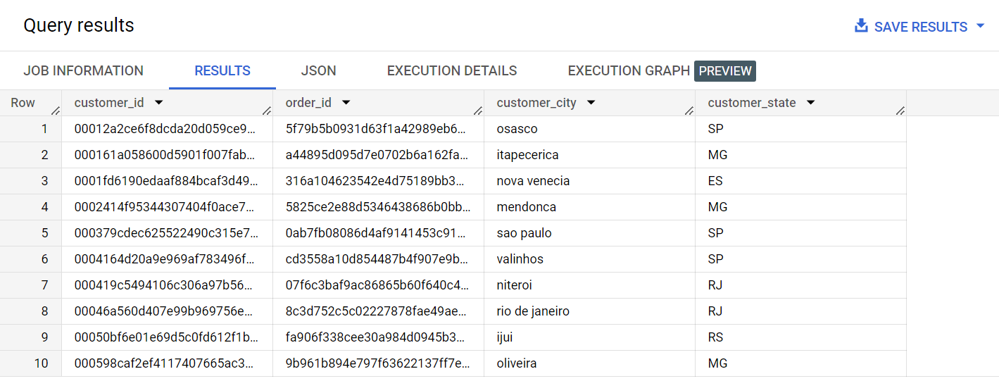 Query results
SAVE RESULTS
JOB INFORMATION RESULTS JSON EXECUTION DETAILS EXECUTION GRAPH PREVIEW
Row customer_id order_id customer_city customer_state
1 00012a2ce6f8dcda20d059ce9... 5f79b5b0931d63f1a42989eb6... osasco SP
2 000161a058600d5901f007fab... a44895d095d7e0702b6a162fa... itapecerica MG
3 0001fd6190edaaf884bcaf3d49... 316a104623542e4d75189bb3... nova venecia ES
4 0002414f95344307404f0ace7... 5825ce2e88d5346438686b0bb... mendonca MG
5 000379cdec625522490c315e7... 0ab7fb08086d4af9141453c91... sao paulo SP
6 0004164d20a9e969af783496f... cd3558a10d854487b4f907e9b... valinhos SP
7 000419c5494106c306a97b56... 07f6c3baf9ac86865b60f640c4... niteroi RJ
8 00046a560d407e99b969756e... 8c3d752c5c02227878fae49ae... rio de janeiro RJ
9 00050bf6e01e69d5c0fd612f1b... fa906f338cee30a984d0945b3... ijui RS
10 000598caf2ef4117407665ac3... 9b961b894e797f63622137ff7e... oliveira MG